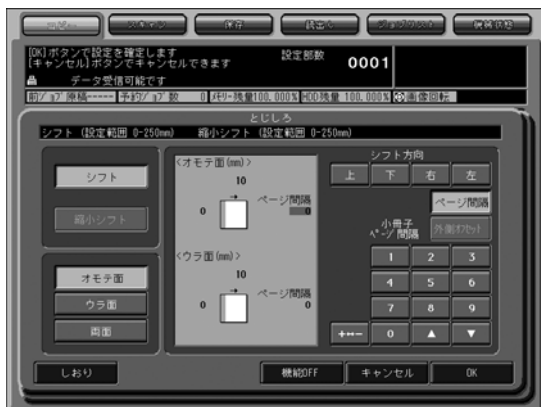 コピー
スキャン
保存
読出し
ジョブリスト
機械状態
[OK]ボタンで設定を確定します
[キャンセル]ボタンでキャンセルできます
設定部数
0001
データ受信可能です
前ジョブ原稿-----
予約ジョブ数 0
メモリー残量100.000%
HDD残量 100.000%
画像回転
とじしろ
シフト (設定範囲 0-250mm) 縮小シフト (設定範囲 0-250mm)
シフト
縮小シフト
オモテ面
ウラ面
両面
<オモテ面(mm)>
10
0
ページ間隔
0
<ウラ面(mm)>
10
0
ページ間隔
0
シフト方向
上
下
右
左
ページ間隔
小冊子
ページ間隔
外側オフセット
1
2
3
4
5
6
7
8
9
+↔-
0
▲
▼
しおり
機能OFF
キャンセル
OK